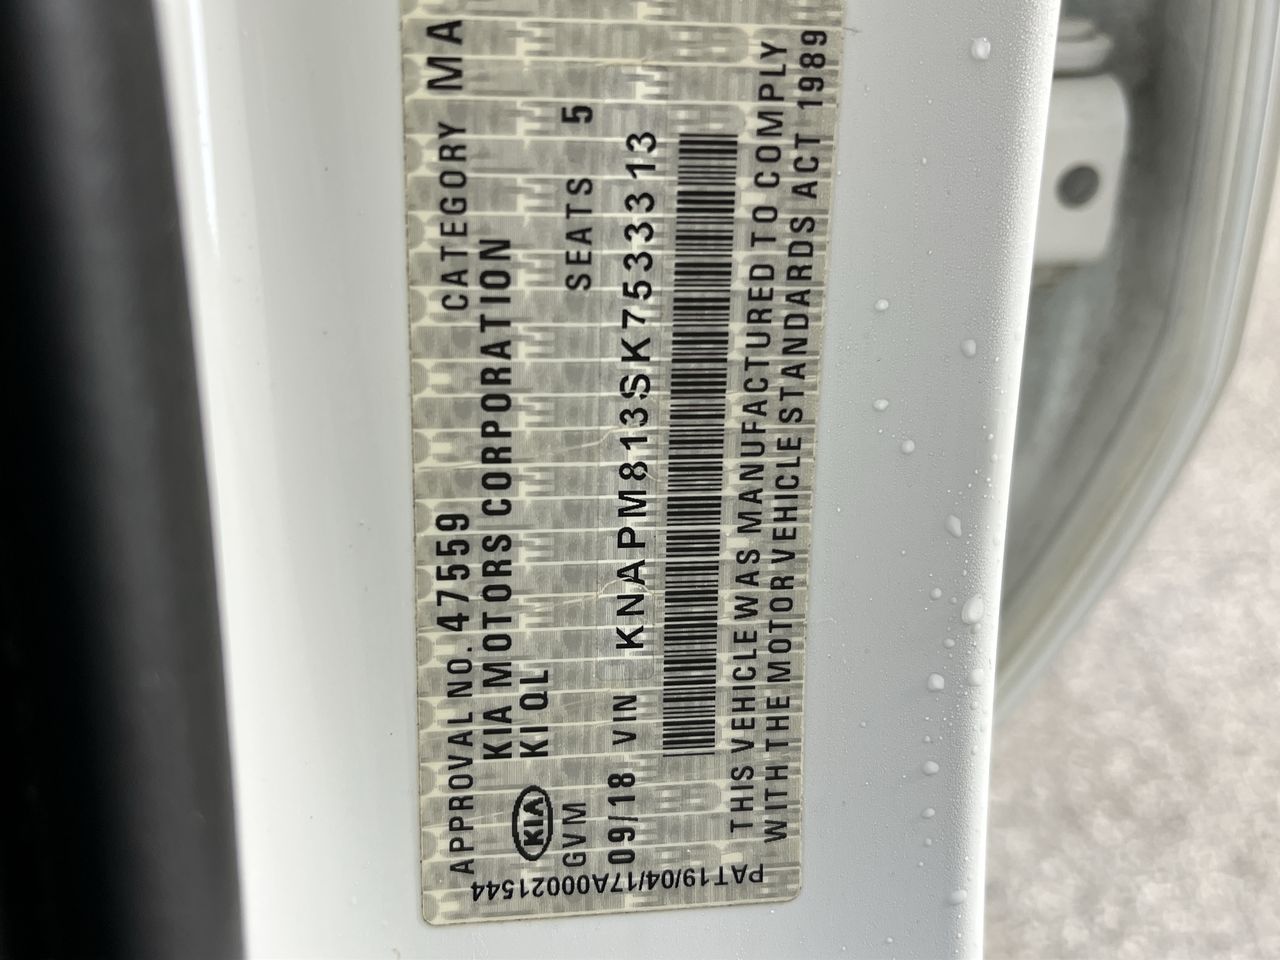 APPROVAL NO. 47559 CATEGORY MA
KIA MOTORS CORPORATION
KIA KI QL
GVM SEATS 5
09/18 VIN KNAPM813SK7533313
THIS VEHICLE WAS MANUFACTURED TO COMPLY
WITH THE MOTOR VEHICLE STANDARDS ACT 1989
PAT19/04/17A00021544